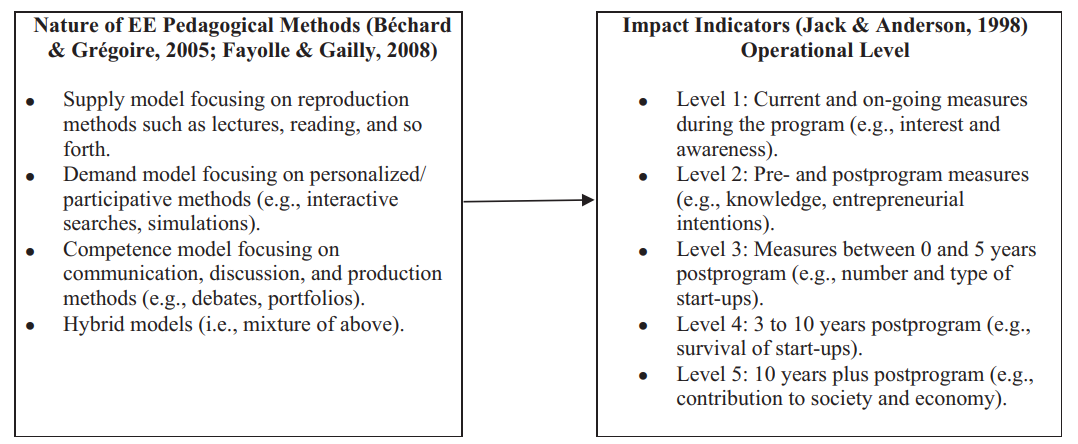 Nature of EE Pedagogical Methods (Béchard
& Grégoire, 2005; Fayolle & Gailly, 2008)
• Supply model focusing on reproduction
methods such as lectures, reading, and so
forth.
• Demand model focusing on personalized/
participative methods (e.g., interactive
searches, simulations).
• Competence model focusing on
communication, discussion, and production
methods (e.g., debates, portfolios).
• Hybrid models (i.e., mixture of above).
Impact Indicators (Jack & Anderson, 1998)
Operational Level
• Level 1: Current and on-going measures
during the program (e.g., interest and
awareness).
• Level 2: Pre- and postprogram measures
(e.g., knowledge, entrepreneurial
intentions).
• Level 3: Measures between 0 and 5 years
postprogram (e.g., number and type of
start-ups).
• Level 4: 3 to 10 years postprogram (e.g.,
survival of start-ups).
• Level 5: 10 years plus postprogram (e.g.,
contribution to society and economy).